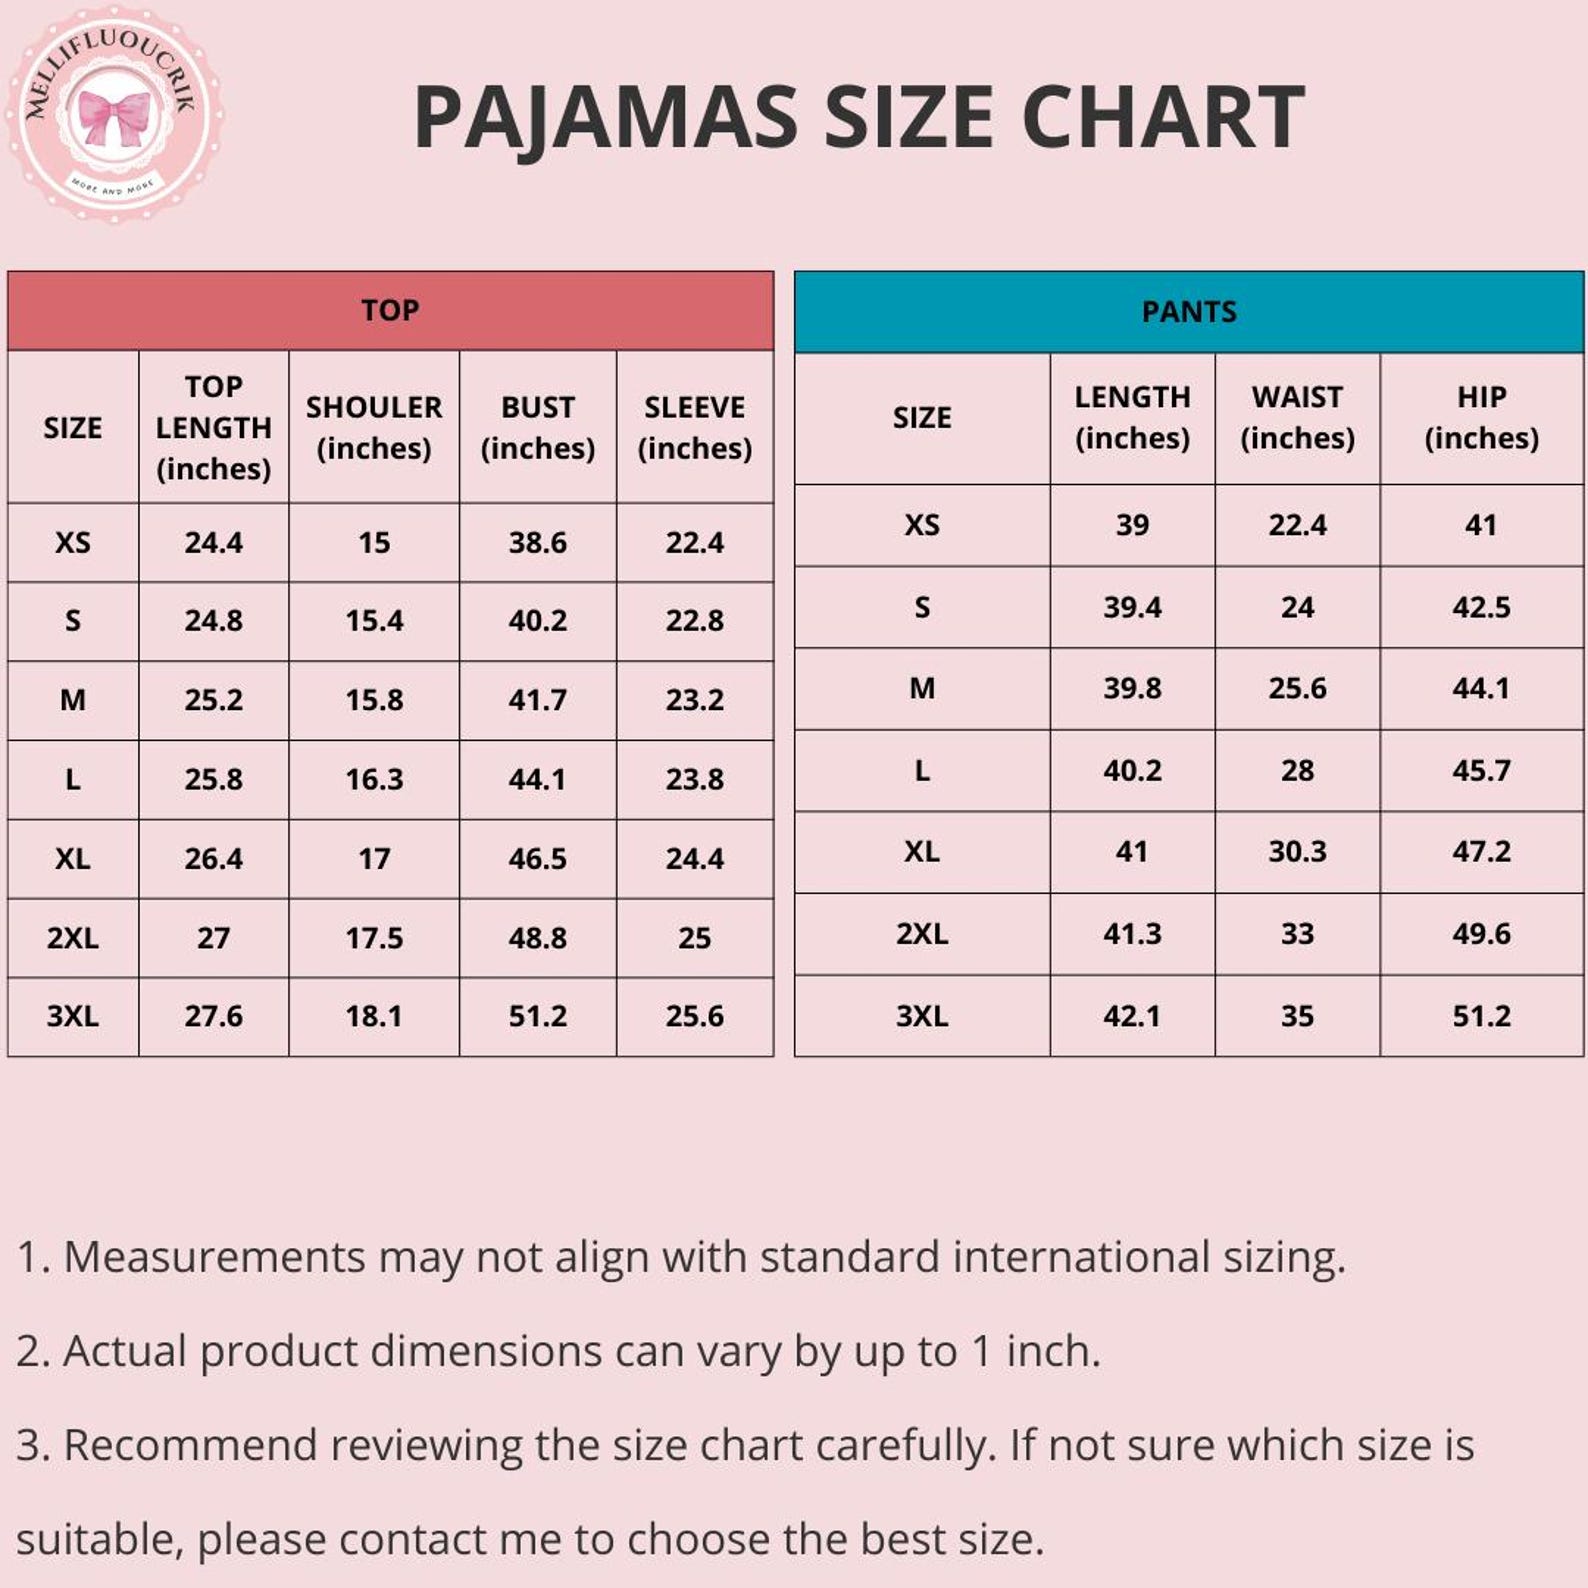 MELLIFLUOUCRIK
MORE AND MORE
PAJAMAS SIZE CHART
TOP
SIZE TOP LENGTH (inches) SHOULER (inches) BUST (inches) SLEEVE (inches)
XS 24.4 15 38.6 22.4
S 24.8 15.4 40.2 22.8
M 25.2 15.8 41.7 23.2
L 25.8 16.3 44.1 23.8
XL 26.4 17 46.5 24.4
2XL 27 17.5 48.8 25
3XL 27.6 18.1 51.2 25.6
PANTS
SIZE LENGTH (inches) WAIST (inches) HIP (inches)
XS 39 22.4 41
S 39.4 24 42.5
M 39.8 25.6 44.1
L 40.2 28 45.7
XL 41 30.3 47.2
2XL 41.3 33 49.6
3XL 42.1 35 51.2
1. Measurements may not align with standard international sizing.
2. Actual product dimensions can vary by up to 1 inch.
3. Recommend reviewing the size chart carefully. If not sure which size is
suitable, please contact me to choose the best size.